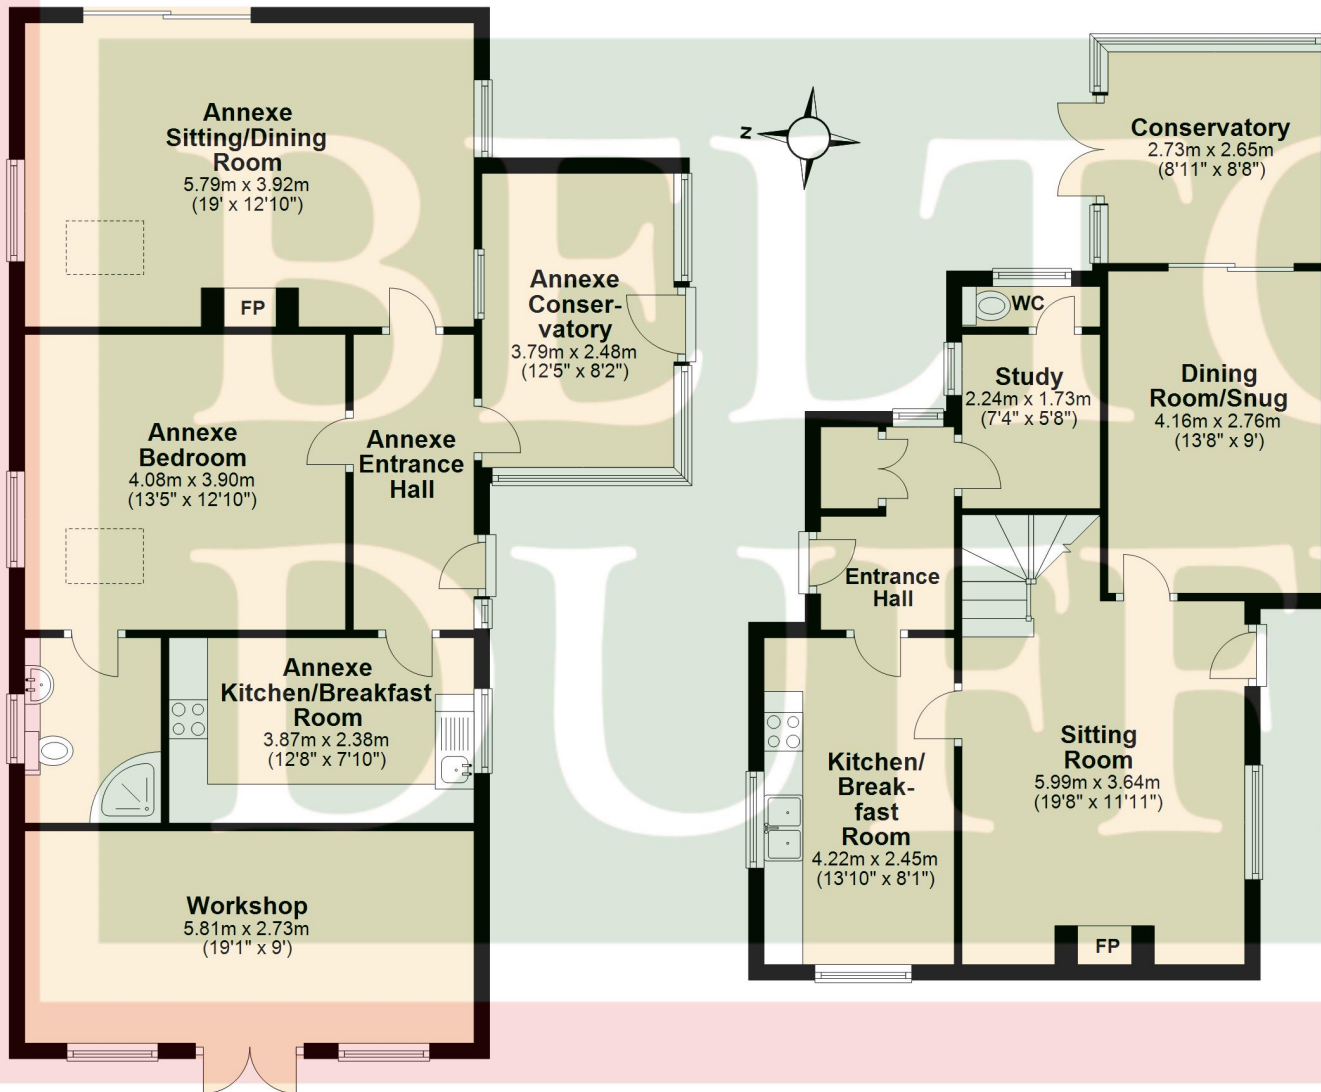 Annexe
Sitting/Dining
Room
5.79m x 3.92m
(19' x 12'10")
FP
Annexe
Conser-
vatory
3.79m x 2.48m
(12'5" x 8'2")
Annexe
Bedroom
4.08m x 3.90m
(13'5" x 12'10")
Annexe
Entrance
Hall
Annexe
Kitchen/Breakfast
Room
3.87m x 2.38m
(12'8" x 7'10")
Workshop
5.81m x 2.73m
(19'1" x 9')
N
Conservatory
2.73m x 2.65m
(8'11" x 8'8")
WC
Study
2.24m x 1.73m
(7'4" x 5'8")
Dining
Room/Snug
4.16m x 2.76m
(13'8" x 9')
Entrance
Hall
Kitchen/
Break-
fast
Room
4.22m x 2.45m
(13'10" x 8'1")
Sitting
Room
5.99m x 3.64m
(19'8" x 11'11")
FP
BELTO
DUFF